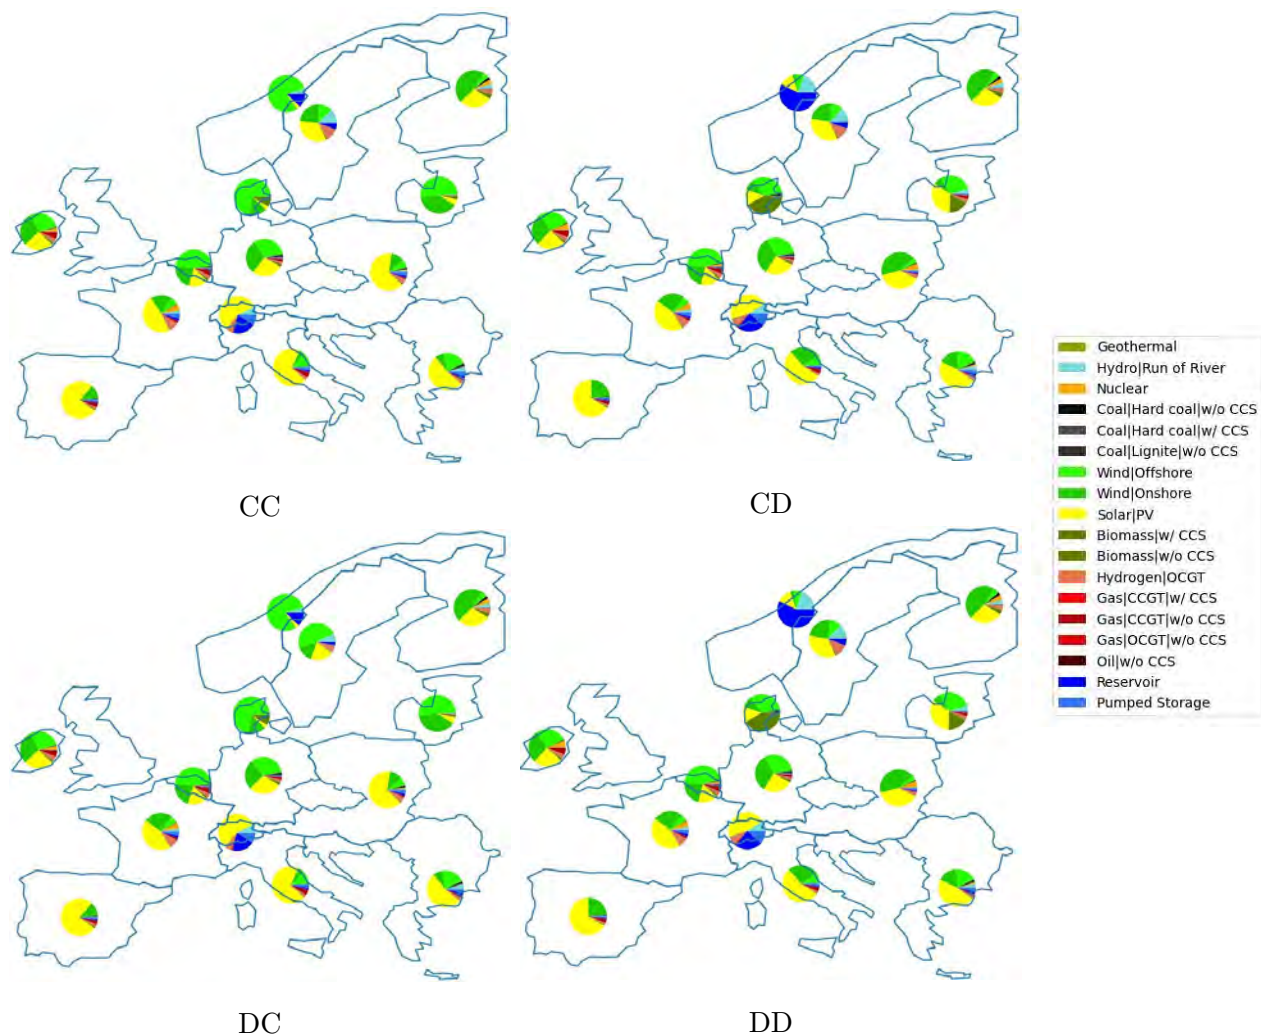 CC
CD
Geothermal
Hydro|Run of River
Nuclear
Coal|Hard coal|w/o CCS
Coal|Hard coal|w/ CCS
Coal|Lignite|w/o CCS
Wind|Offshore
Wind|Onshore
Solar|PV
Biomass|w/ CCS
Biomass|w/o CCS
Hydrogen|OCGT
Gas|CCGT|w/ CCS
Gas|CCGT|w/o CCS
Gas|OCGT|w/o CCS
Oil|w/o CCS
Reservoir
Pumped Storage
DC
DD